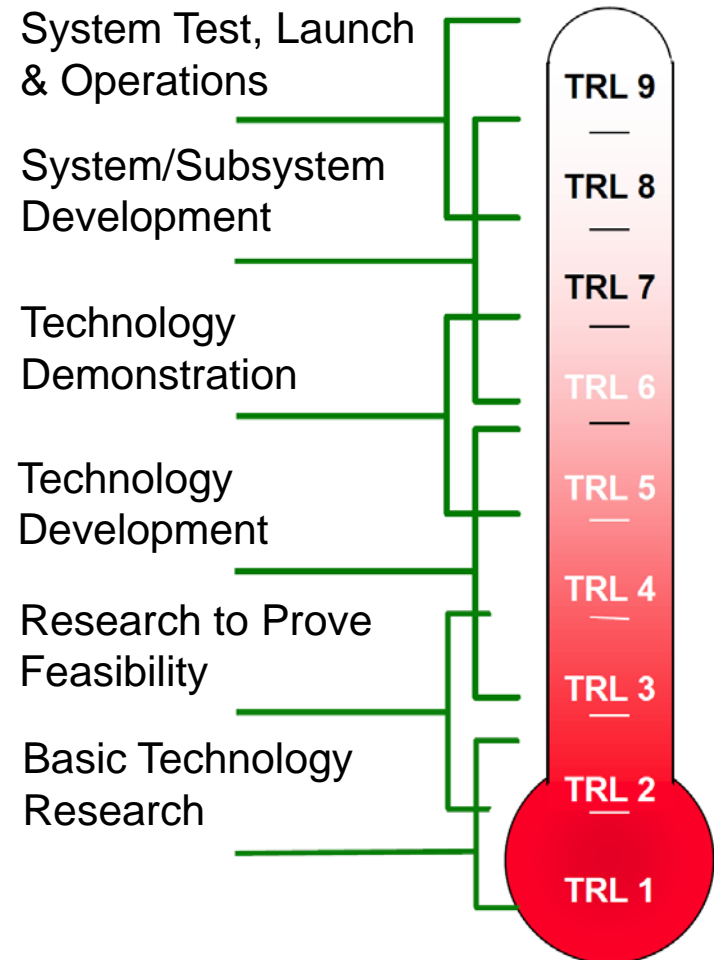 System Test, Launch
& Operations
System/Subsystem
Development
Technology
Demonstration
Technology
Development
Research to Prove
Feasibility
Basic Technology
Research
TRL 9
TRL 8
TRL 7
TRL 6
TRL 5
TRL 4
TRL 3
TRL 2
TRL 1